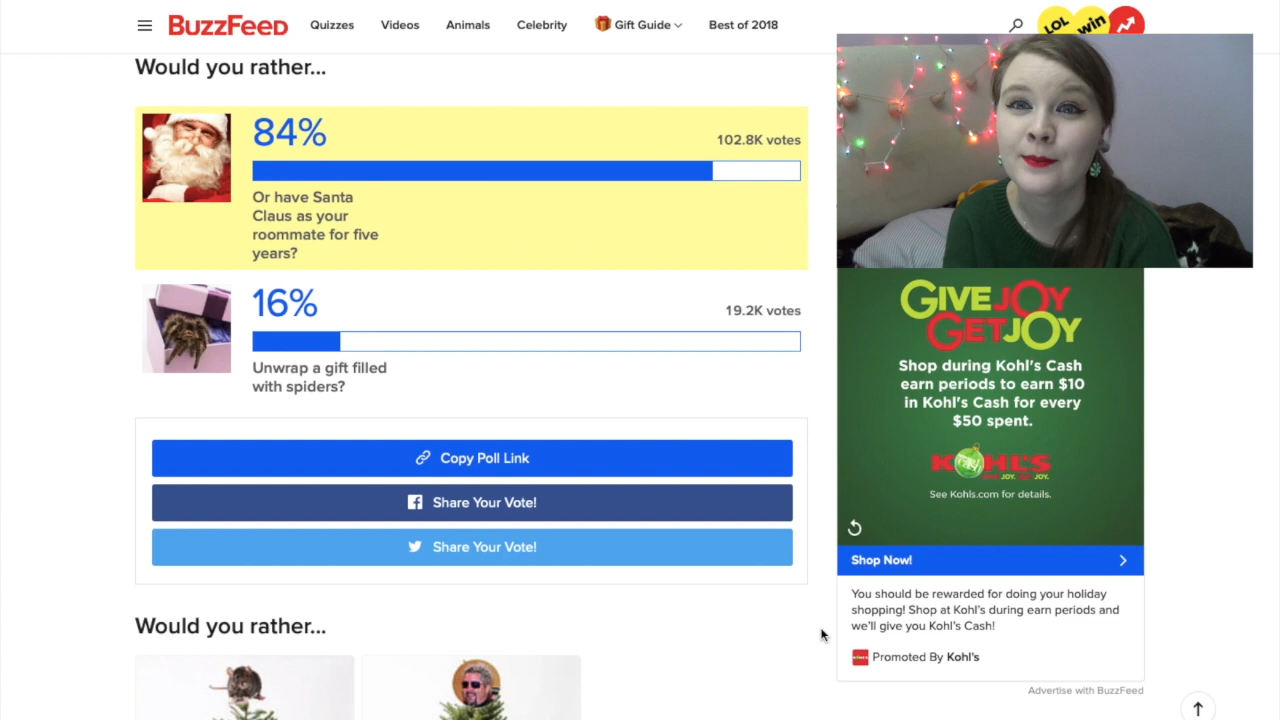 BuzzFeed Quizzes Videos Animals Celebrity Gift Guide Best of 2018 LOL win
Would you rather...
84%
102.8K votes
Or have Santa
Claus as your
roommate for five
years?
16%
19.2K votes
Unwrap a gift filled
with spiders?
Copy Poll Link
Share Your Vote!
Share Your Vote!
Would you rather...
GIVE JOY
GET JOY
Shop during Kohl's Cash
earn periods to earn $10
in Kohl's Cash for every
$50 spent.
KOHL'S
See Kohls.com for details.
Shop Now!
You should be rewarded for doing your holiday
shopping! Shop at Kohl's during earn periods and
we'll give you Kohl's Cash!
Promoted By Kohl's
Advertise with BuzzFeed